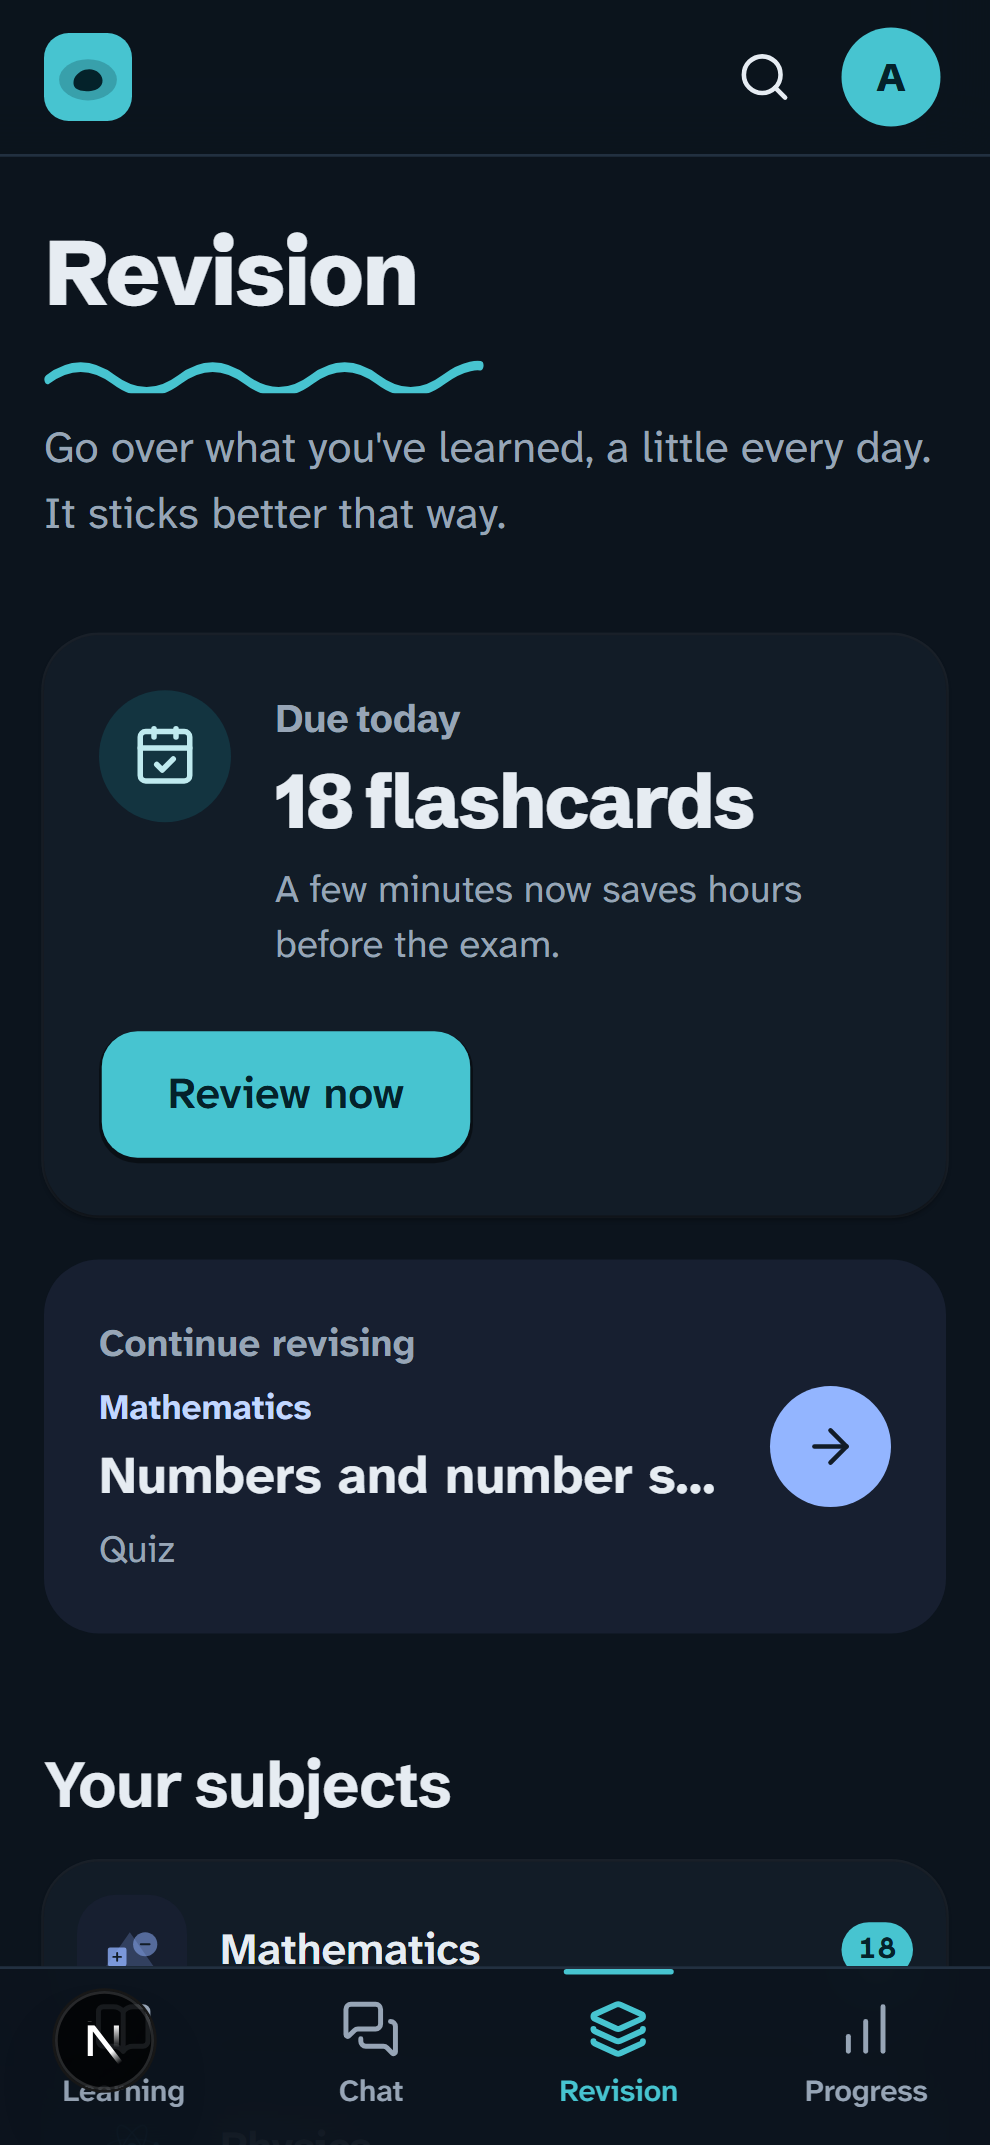 A
Revision
Go over what you've learned, a little every day.
It sticks better that way.
Due today
18 flashcards
A few minutes now saves hours
before the exam.
Review now
Continue revising
Mathematics
Numbers and number s...
Quiz
Your subjects
Mathematics
18
N
Learning
Chat
Revision
Progress
Physics